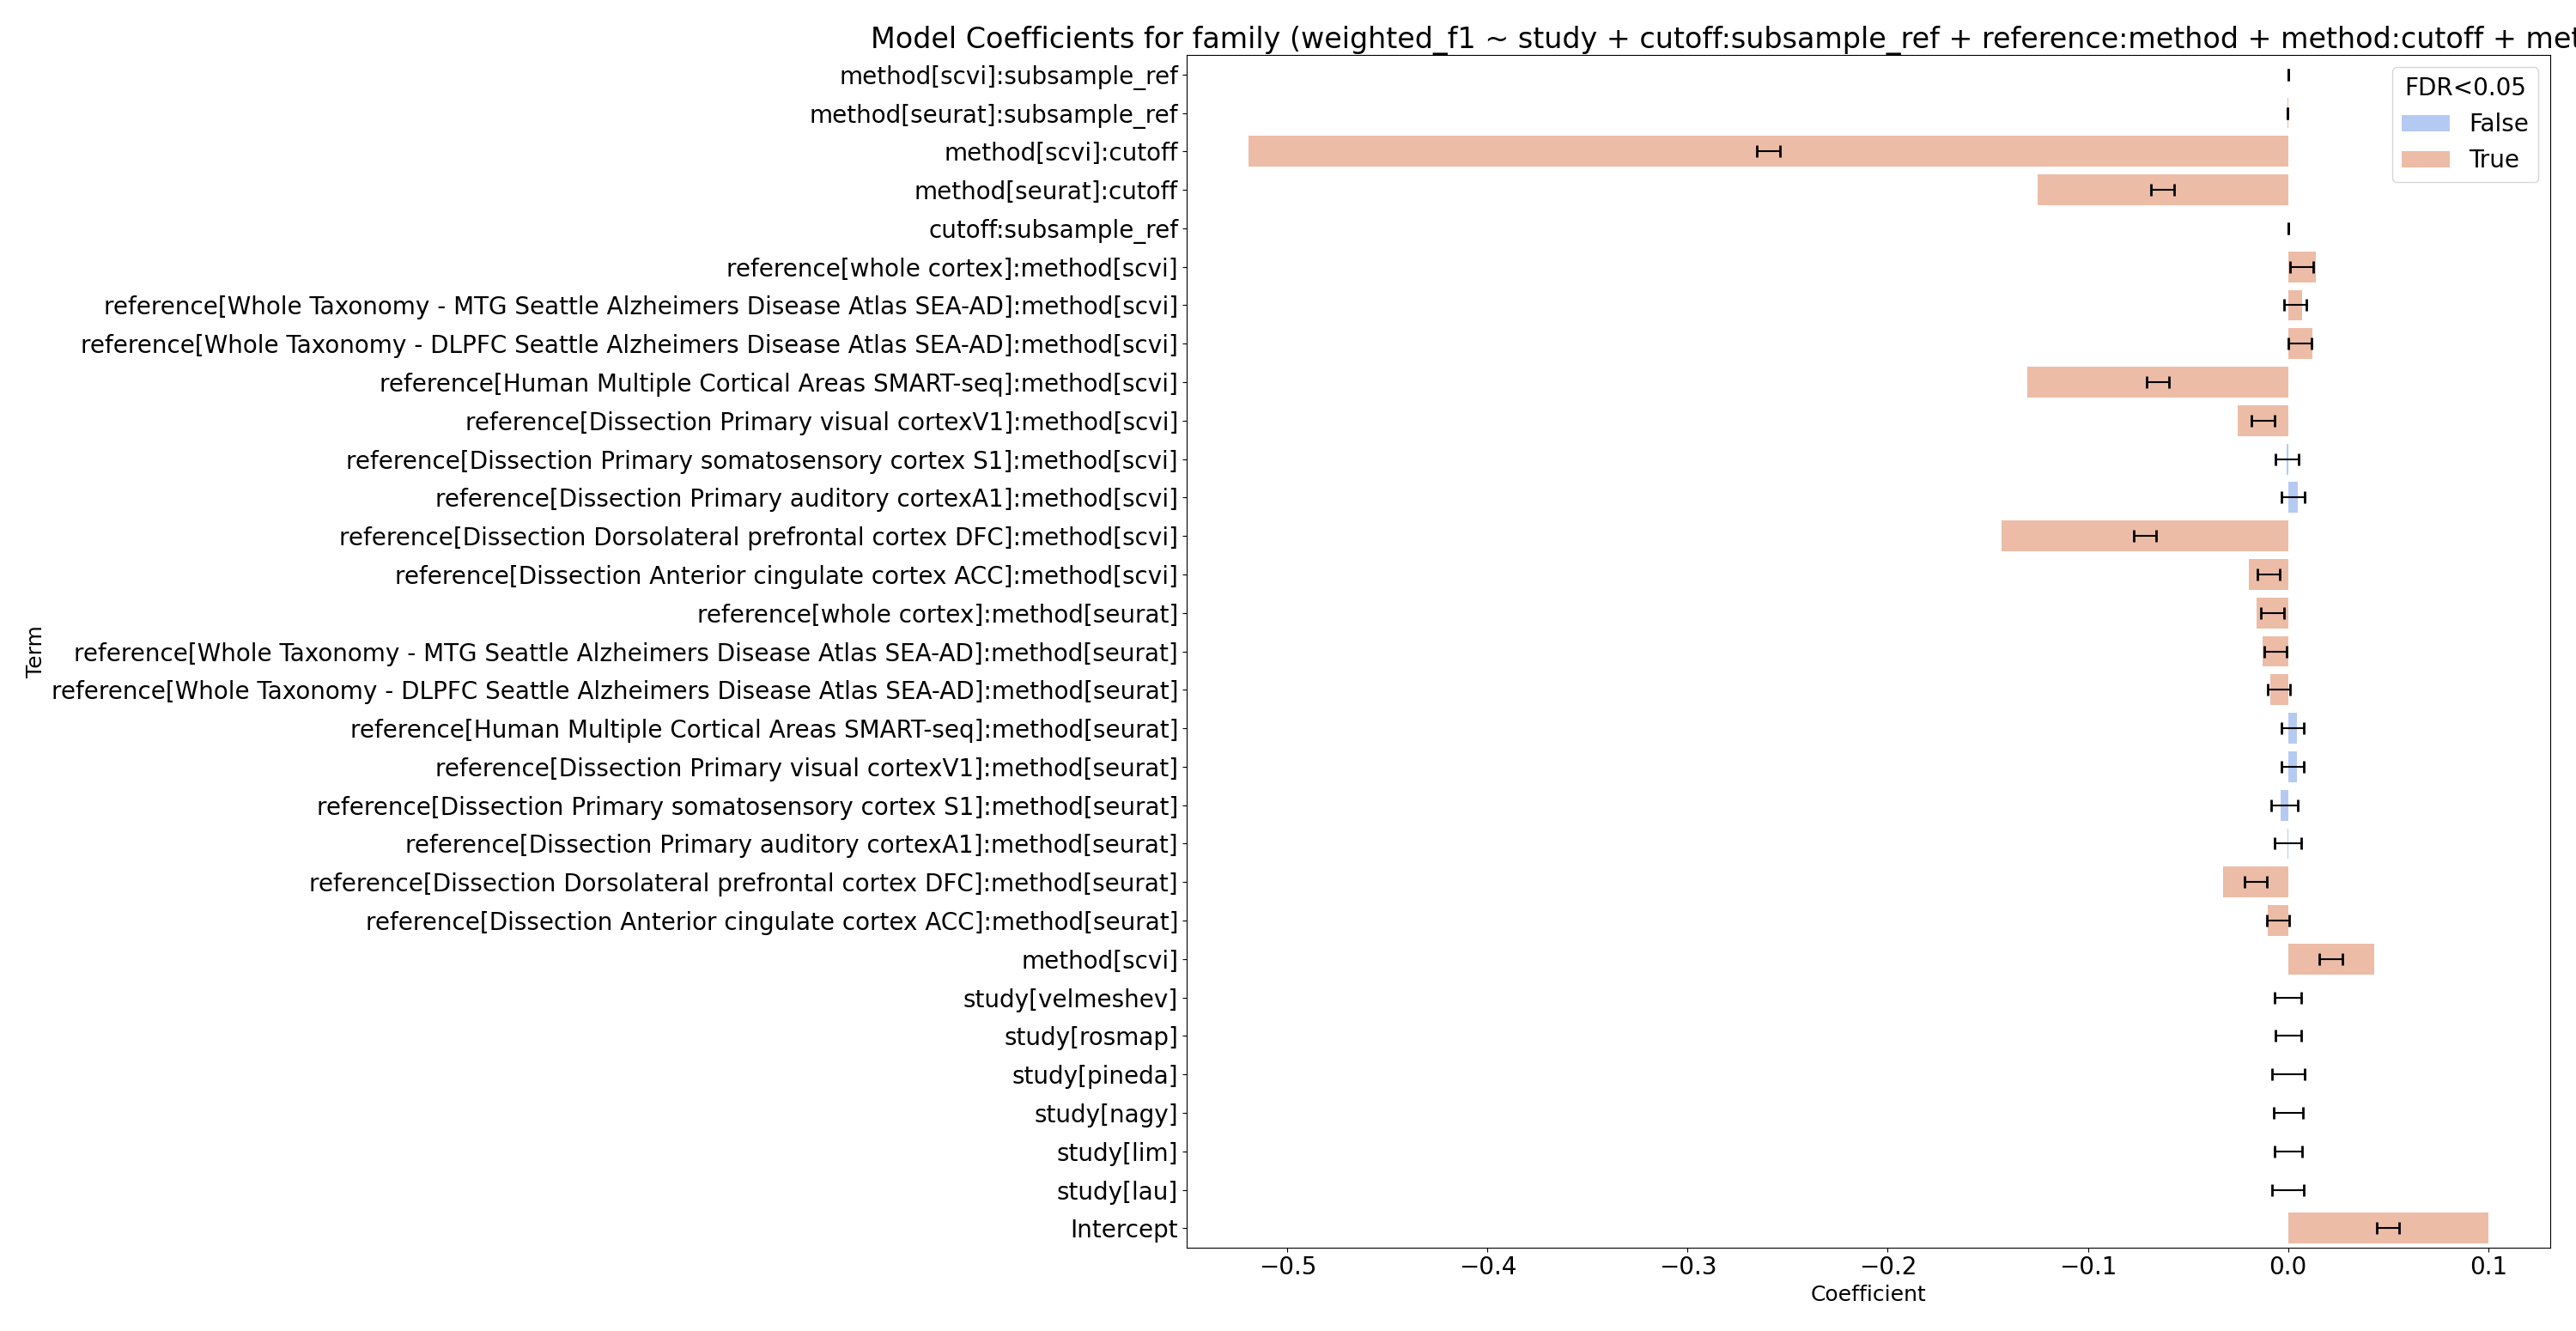 Model Coefficients for family (weighted_f1 ~ study + cutoff:subsample_ref + reference:method + method:cutoff + met
method[scvi]:subsample_ref
method[seurat]:subsample_ref
method[scvi]:cutoff
method[seurat]:cutoff
cutoff:subsample_ref
reference[whole cortex]:method[scvi]
reference[Whole Taxonomy - MTG Seattle Alzheimers Disease Atlas SEA-AD]:method[scvi]
reference[Whole Taxonomy - DLPFC Seattle Alzheimers Disease Atlas SEA-AD]:method[scvi]
reference[Human Multiple Cortical Areas SMART-seq]:method[scvi]
reference[Dissection Primary visual cortexV1]:method[scvi]
reference[Dissection Primary somatosensory cortex S1]:method[scvi]
reference[Dissection Primary auditory cortexA1]:method[scvi]
reference[Dissection Dorsolateral prefrontal cortex DFC]:method[scvi]
reference[Dissection Anterior cingulate cortex ACC]:method[scvi]
reference[whole cortex]:method[seurat]
reference[Whole Taxonomy - MTG Seattle Alzheimers Disease Atlas SEA-AD]:method[seurat]
reference[Whole Taxonomy - DLPFC Seattle Alzheimers Disease Atlas SEA-AD]:method[seurat]
reference[Human Multiple Cortical Areas SMART-seq]:method[seurat]
reference[Dissection Primary visual cortexV1]:method[seurat]
reference[Dissection Primary somatosensory cortex S1]:method[seurat]
reference[Dissection Primary auditory cortexA1]:method[seurat]
reference[Dissection Dorsolateral prefrontal cortex DFC]:method[seurat]
reference[Dissection Anterior cingulate cortex ACC]:method[seurat]
method[scvi]
study[velmeshev]
study[rosmap]
study[pineda]
study[nagy]
study[lim]
study[lau]
Intercept
Term
−0.5 −0.4 −0.3 −0.2 −0.1 0.0 0.1
Coefficient
FDR<0.05
False
True